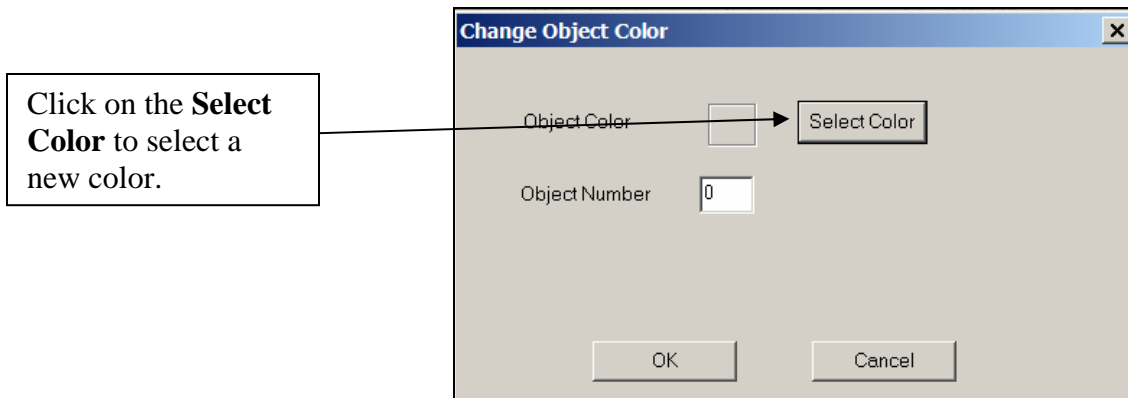 Change Object Color
Click on the Select
Color to select a
new color.
Object Color
Select Color
Object Number
0
OK
Cancel